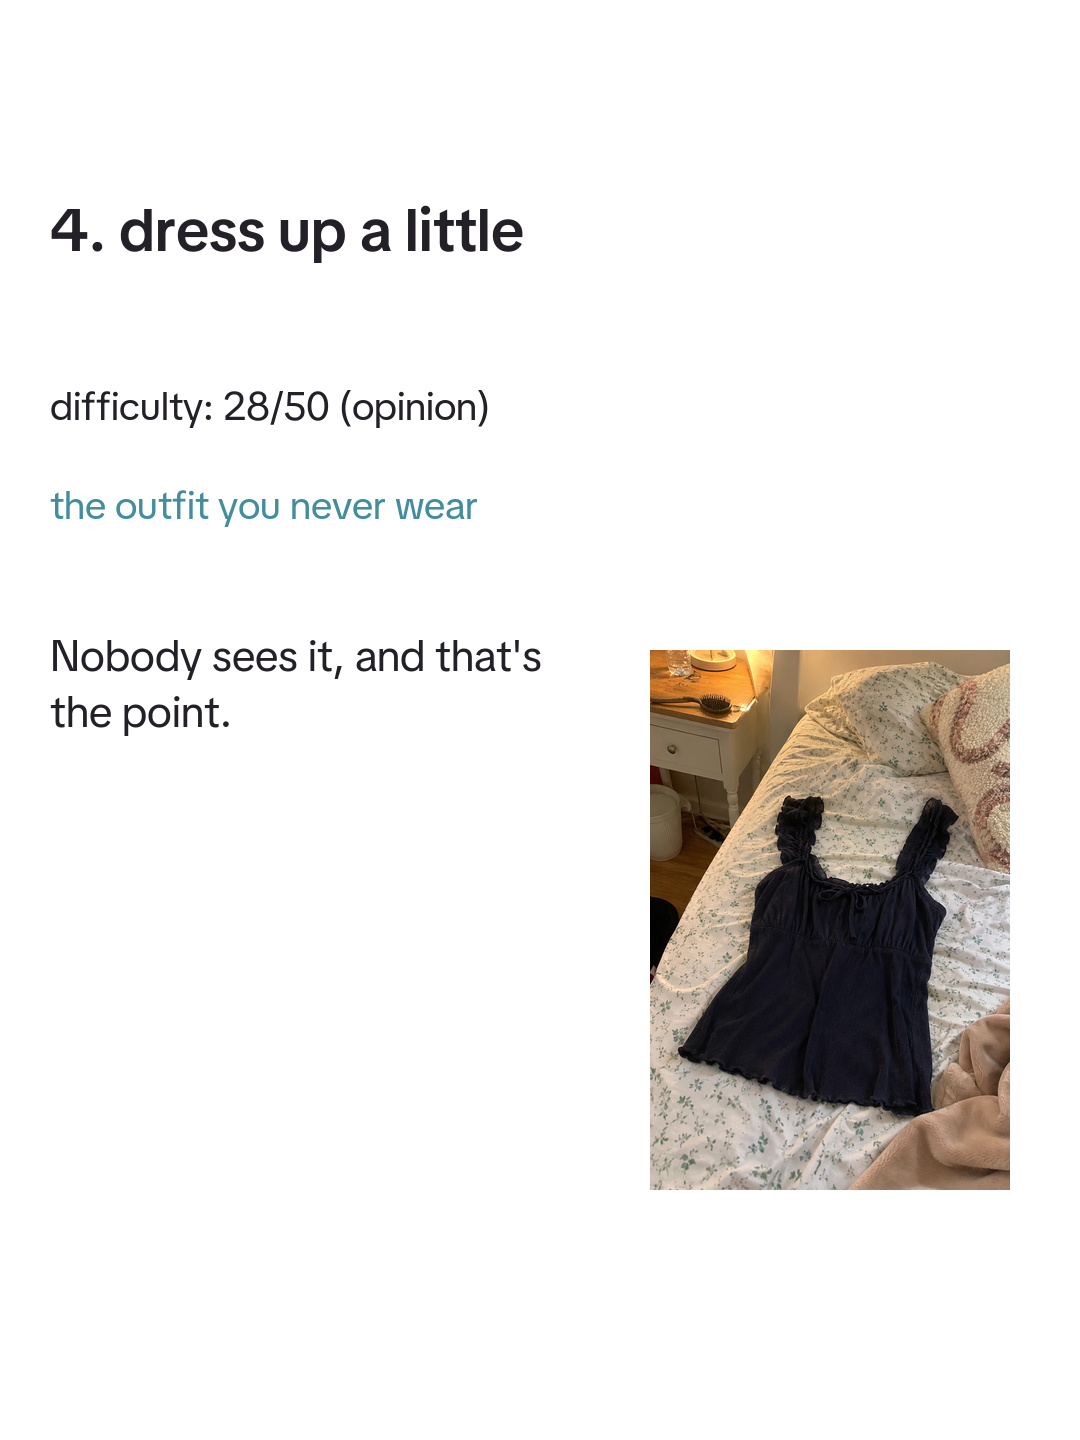 4. dress up a little
difficulty: 28/50 (opinion)
the outfit you never wear
Nobody sees it, and that's
the point.